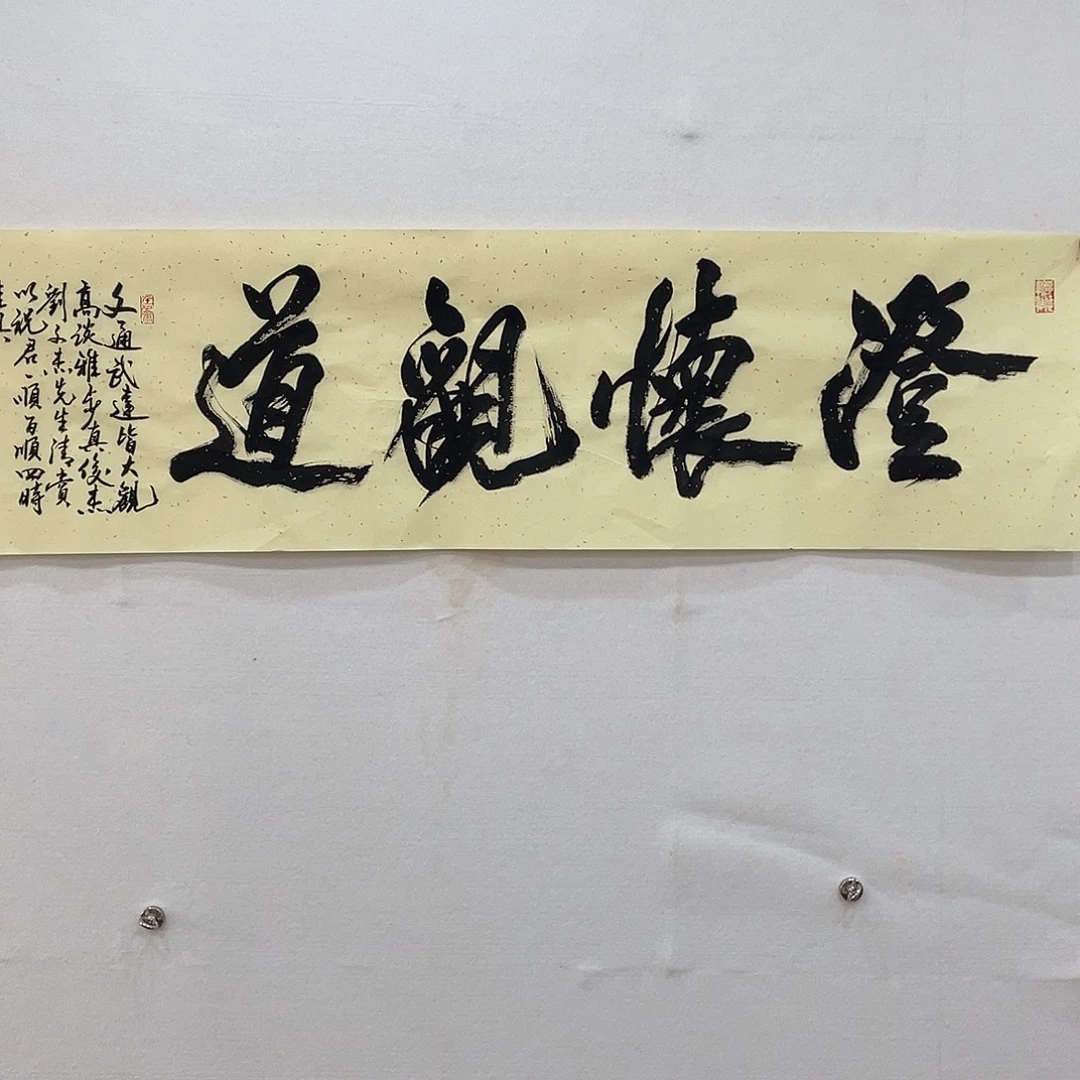 澄懷觀道
文通武達皆大觀
高談雅步真俊杰
劉子杰先生清賞
以祝君一順百順四時